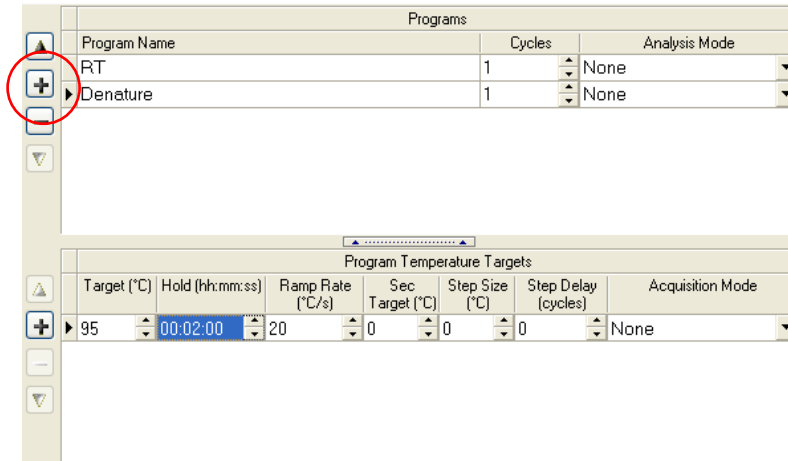 Programs
Program Name Cycles Analysis Mode
RT 1 None
Denature 1 None
Program Temperature Targets
Target (°C) Hold (hh:mm:ss) Ramp Rate (°C/s) Sec Target (°C) Step Size (°C) Step Delay (cycles) Acquisition Mode
95 00:02:00 20 0 0 0 None